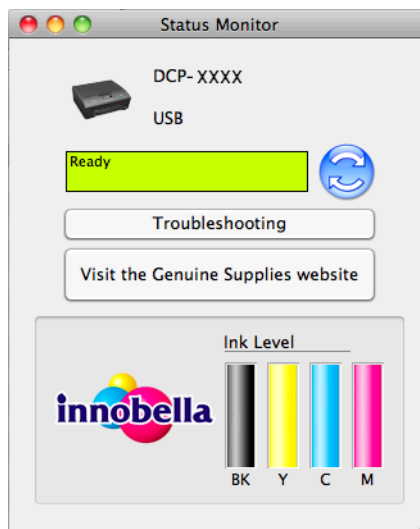 Status Monitor
DCP- XXXX
USB
Ready
Troubleshooting
Visit the Genuine Supplies website
Ink Level
innobella
BK Y C M